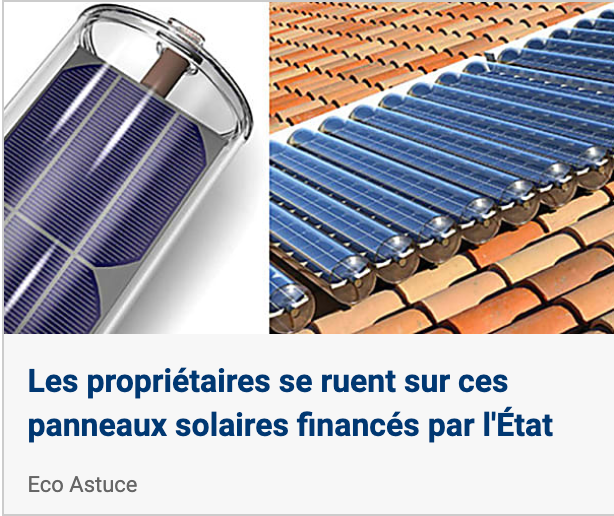 Les propriétaires se ruent sur ces
panneaux solaires financés par l'État
Eco Astuce